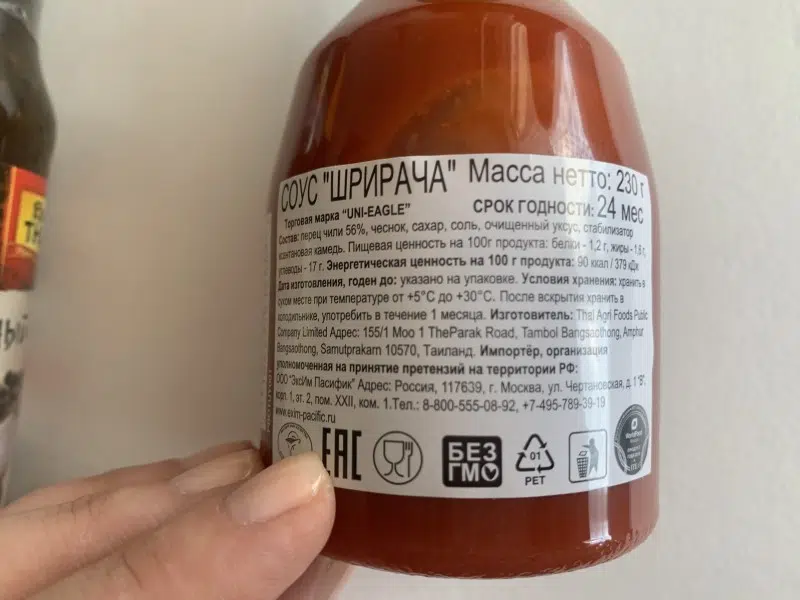 СОУС "ШРИРАЧА" Масса нетто: 230 г
Торговая марка "UNI-EAGLE" СРОК ГОДНОСТИ: 24 мес
Состав: перец чили 56%, чеснок, сахар, соль, очищенный уксус, стабилизатор
ксантановая камедь. Пищевая ценность на 100г продукта: белки - 1,2 г, жиры - 1,6 г,
углеводы - 17 г. Энергетическая ценность на 100 г продукта: 90 ккал / 379 кДж
Дата изготовления, годен до: указано на упаковке. Условия хранения: хранить в
сухом месте при температуре от +5°C до +30°C. После вскрытия хранить в
холодильнике, употребить в течение 1 месяца. Изготовитель: Thai Agri Foods Public
Company Limited Адрес: 155/1 Moo 1 TheParak Road, Tambol Bangsaothong, Amphur
Bangsaothong, Samutprakarn 10570, Таиланд. Импортёр, организация
уполномоченная на принятие претензий на территории РФ:
ООО "ЭксИм Пасифик" Адрес: Россия, 117639, г. Москва, ул. Чертановская, д. 1 "В",
корп. 1, эт. 2, пом. XXII, ком. 1.Тел.: 8-800-555-08-92, +7-495-789-39-19
www.exim-pacific.ru
EAC
БЕЗ
ГМО
01
PET
WorldFood